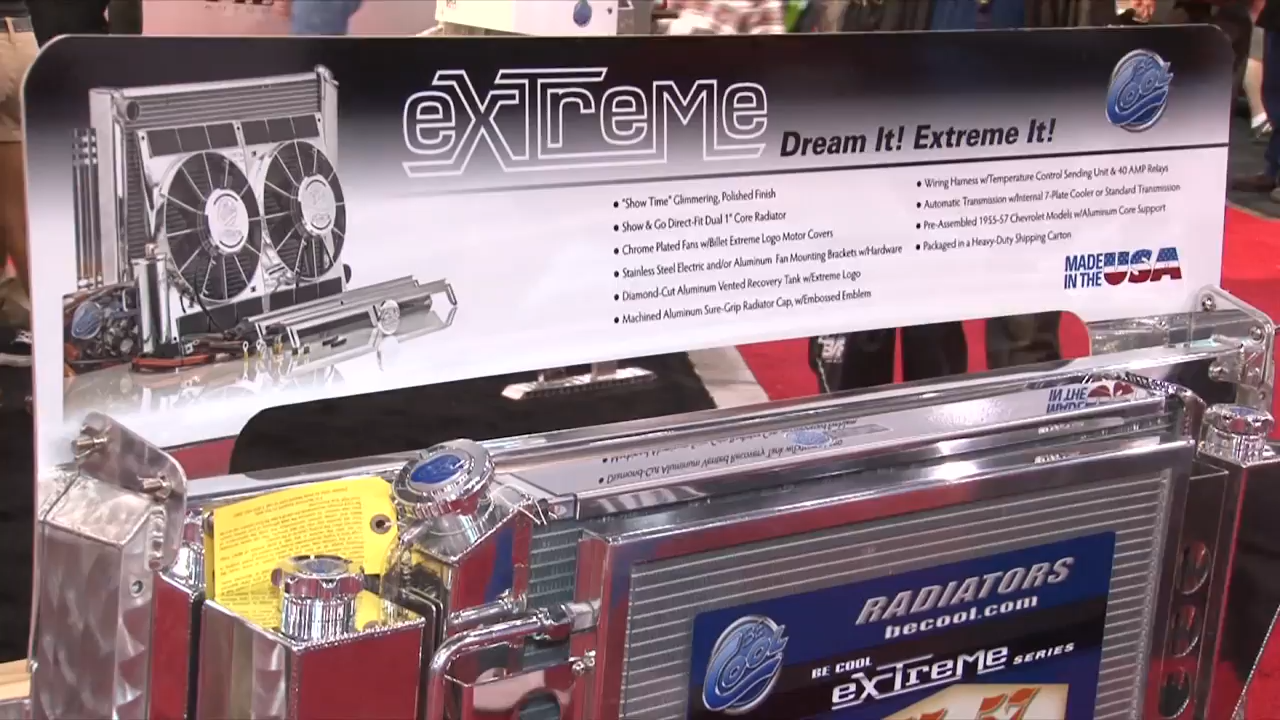 eXTreMe
Dream It! Extreme It!
Be COOL
• "Show Time" Glimmering, Polished Finish
• Show & Go Direct-Fit Dual 1" Core Radiator
• Chrome Plated Fans w/Billet Extreme Logo Motor Covers
• Stainless Steel Electric and/or Aluminum Fan Mounting Brackets w/Hardware
• Diamond-Cut Aluminum Vented Recovery Tank w/Extreme Logo
• Machined Aluminum Sure-Grip Radiator Cap, w/Embossed Emblem
• Wiring Harness w/Temperature Control Sending Unit & 40 AMP Relays
• Automatic Transmission w/Internal 7-Plate Cooler or Standard Transmission
• Pre-Assembled 1955-57 Chevrolet Models w/Aluminum Core Support
• Packaged in a Heavy-Duty Shipping Carton
MADE
IN THE
USA
RADIATORS
becool.com
Be COOL
BE COOL
eXTreMe SERIES
57